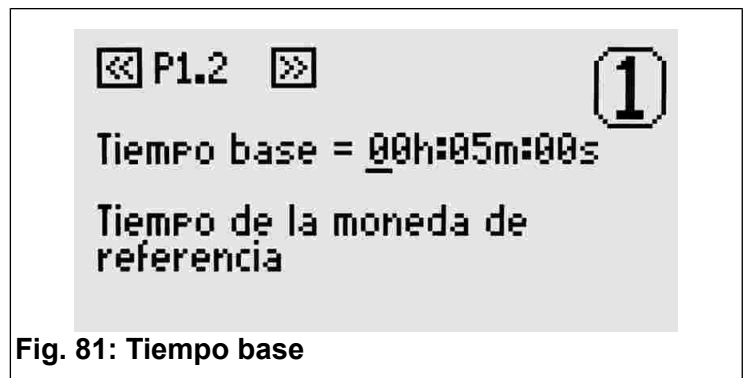 ≪ P1.2 ≫
1
Tiempo base = 00h:05m:00s
Tiempo de la moneda de
referencia
Fig. 81: Tiempo base